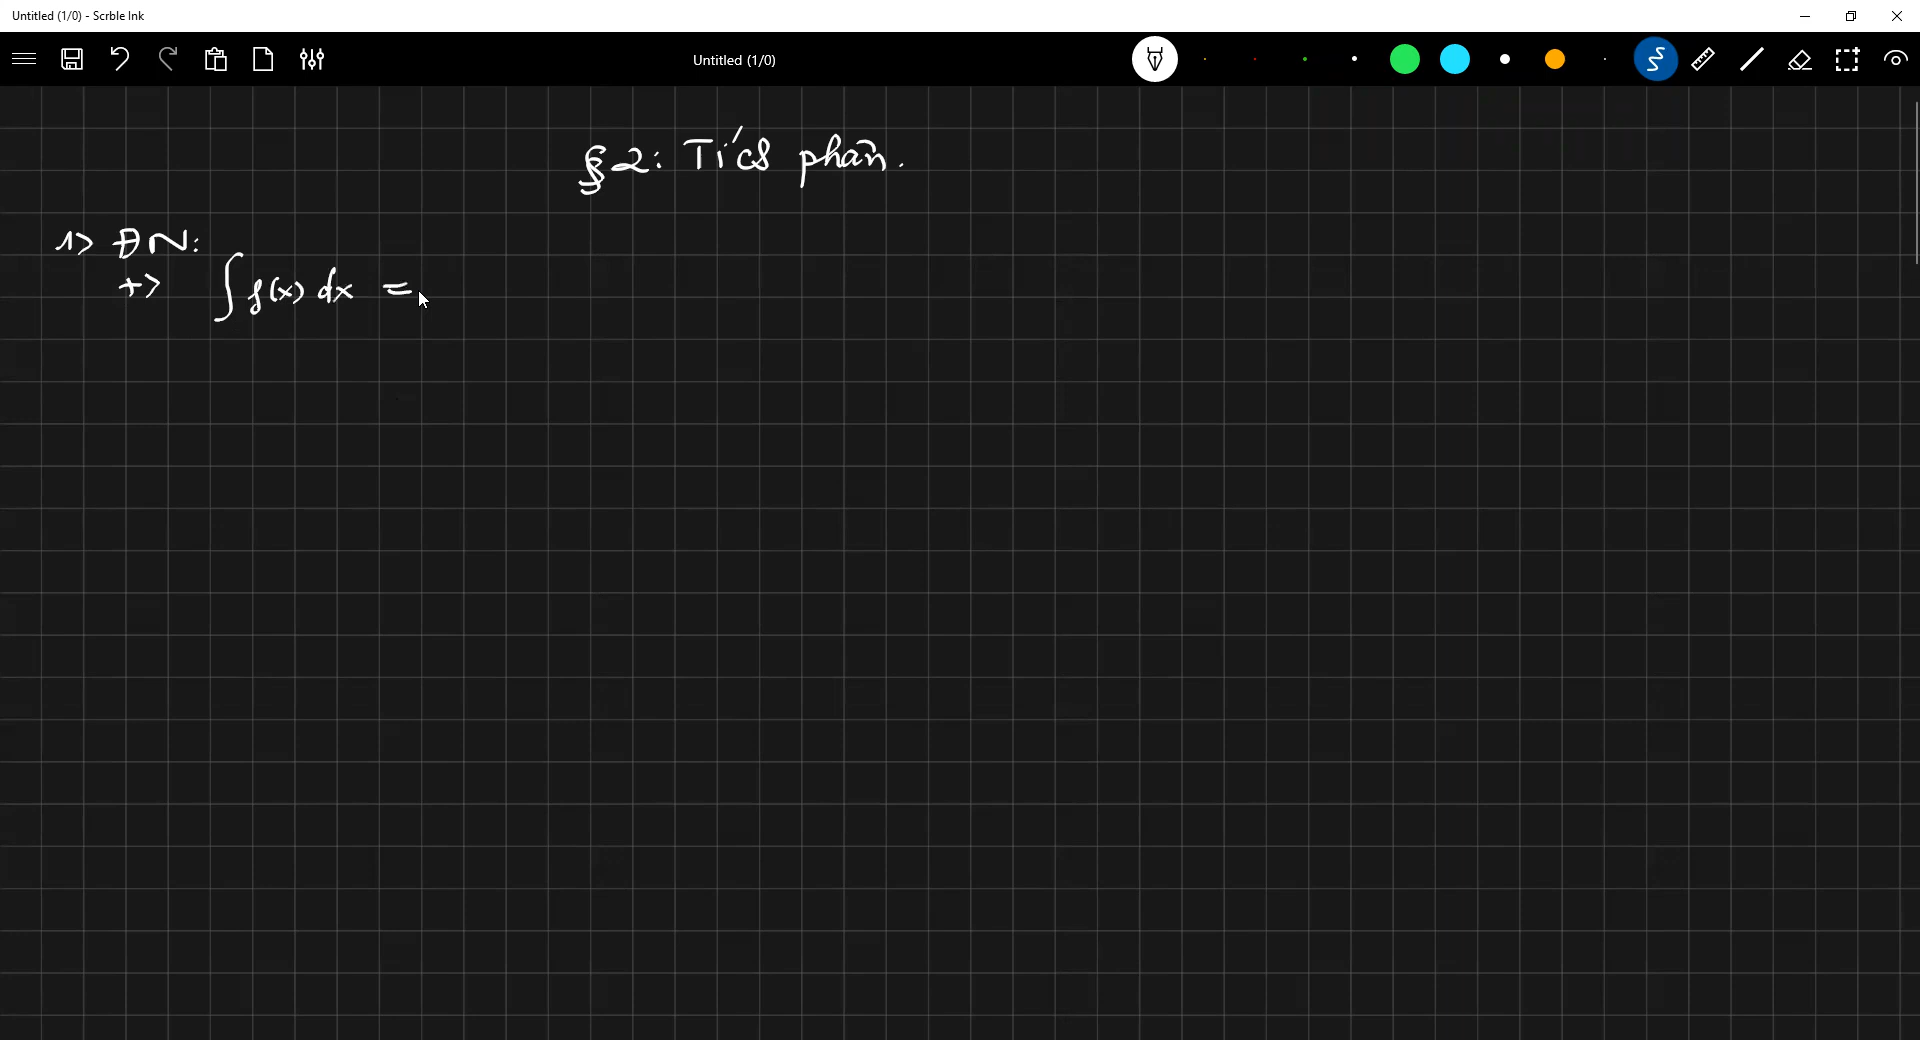 Untitled (1/0) - Scrble Ink
Untitled (1/0)
§2: Tích phân.
1> ĐN:
+> ∫f(x) dx =